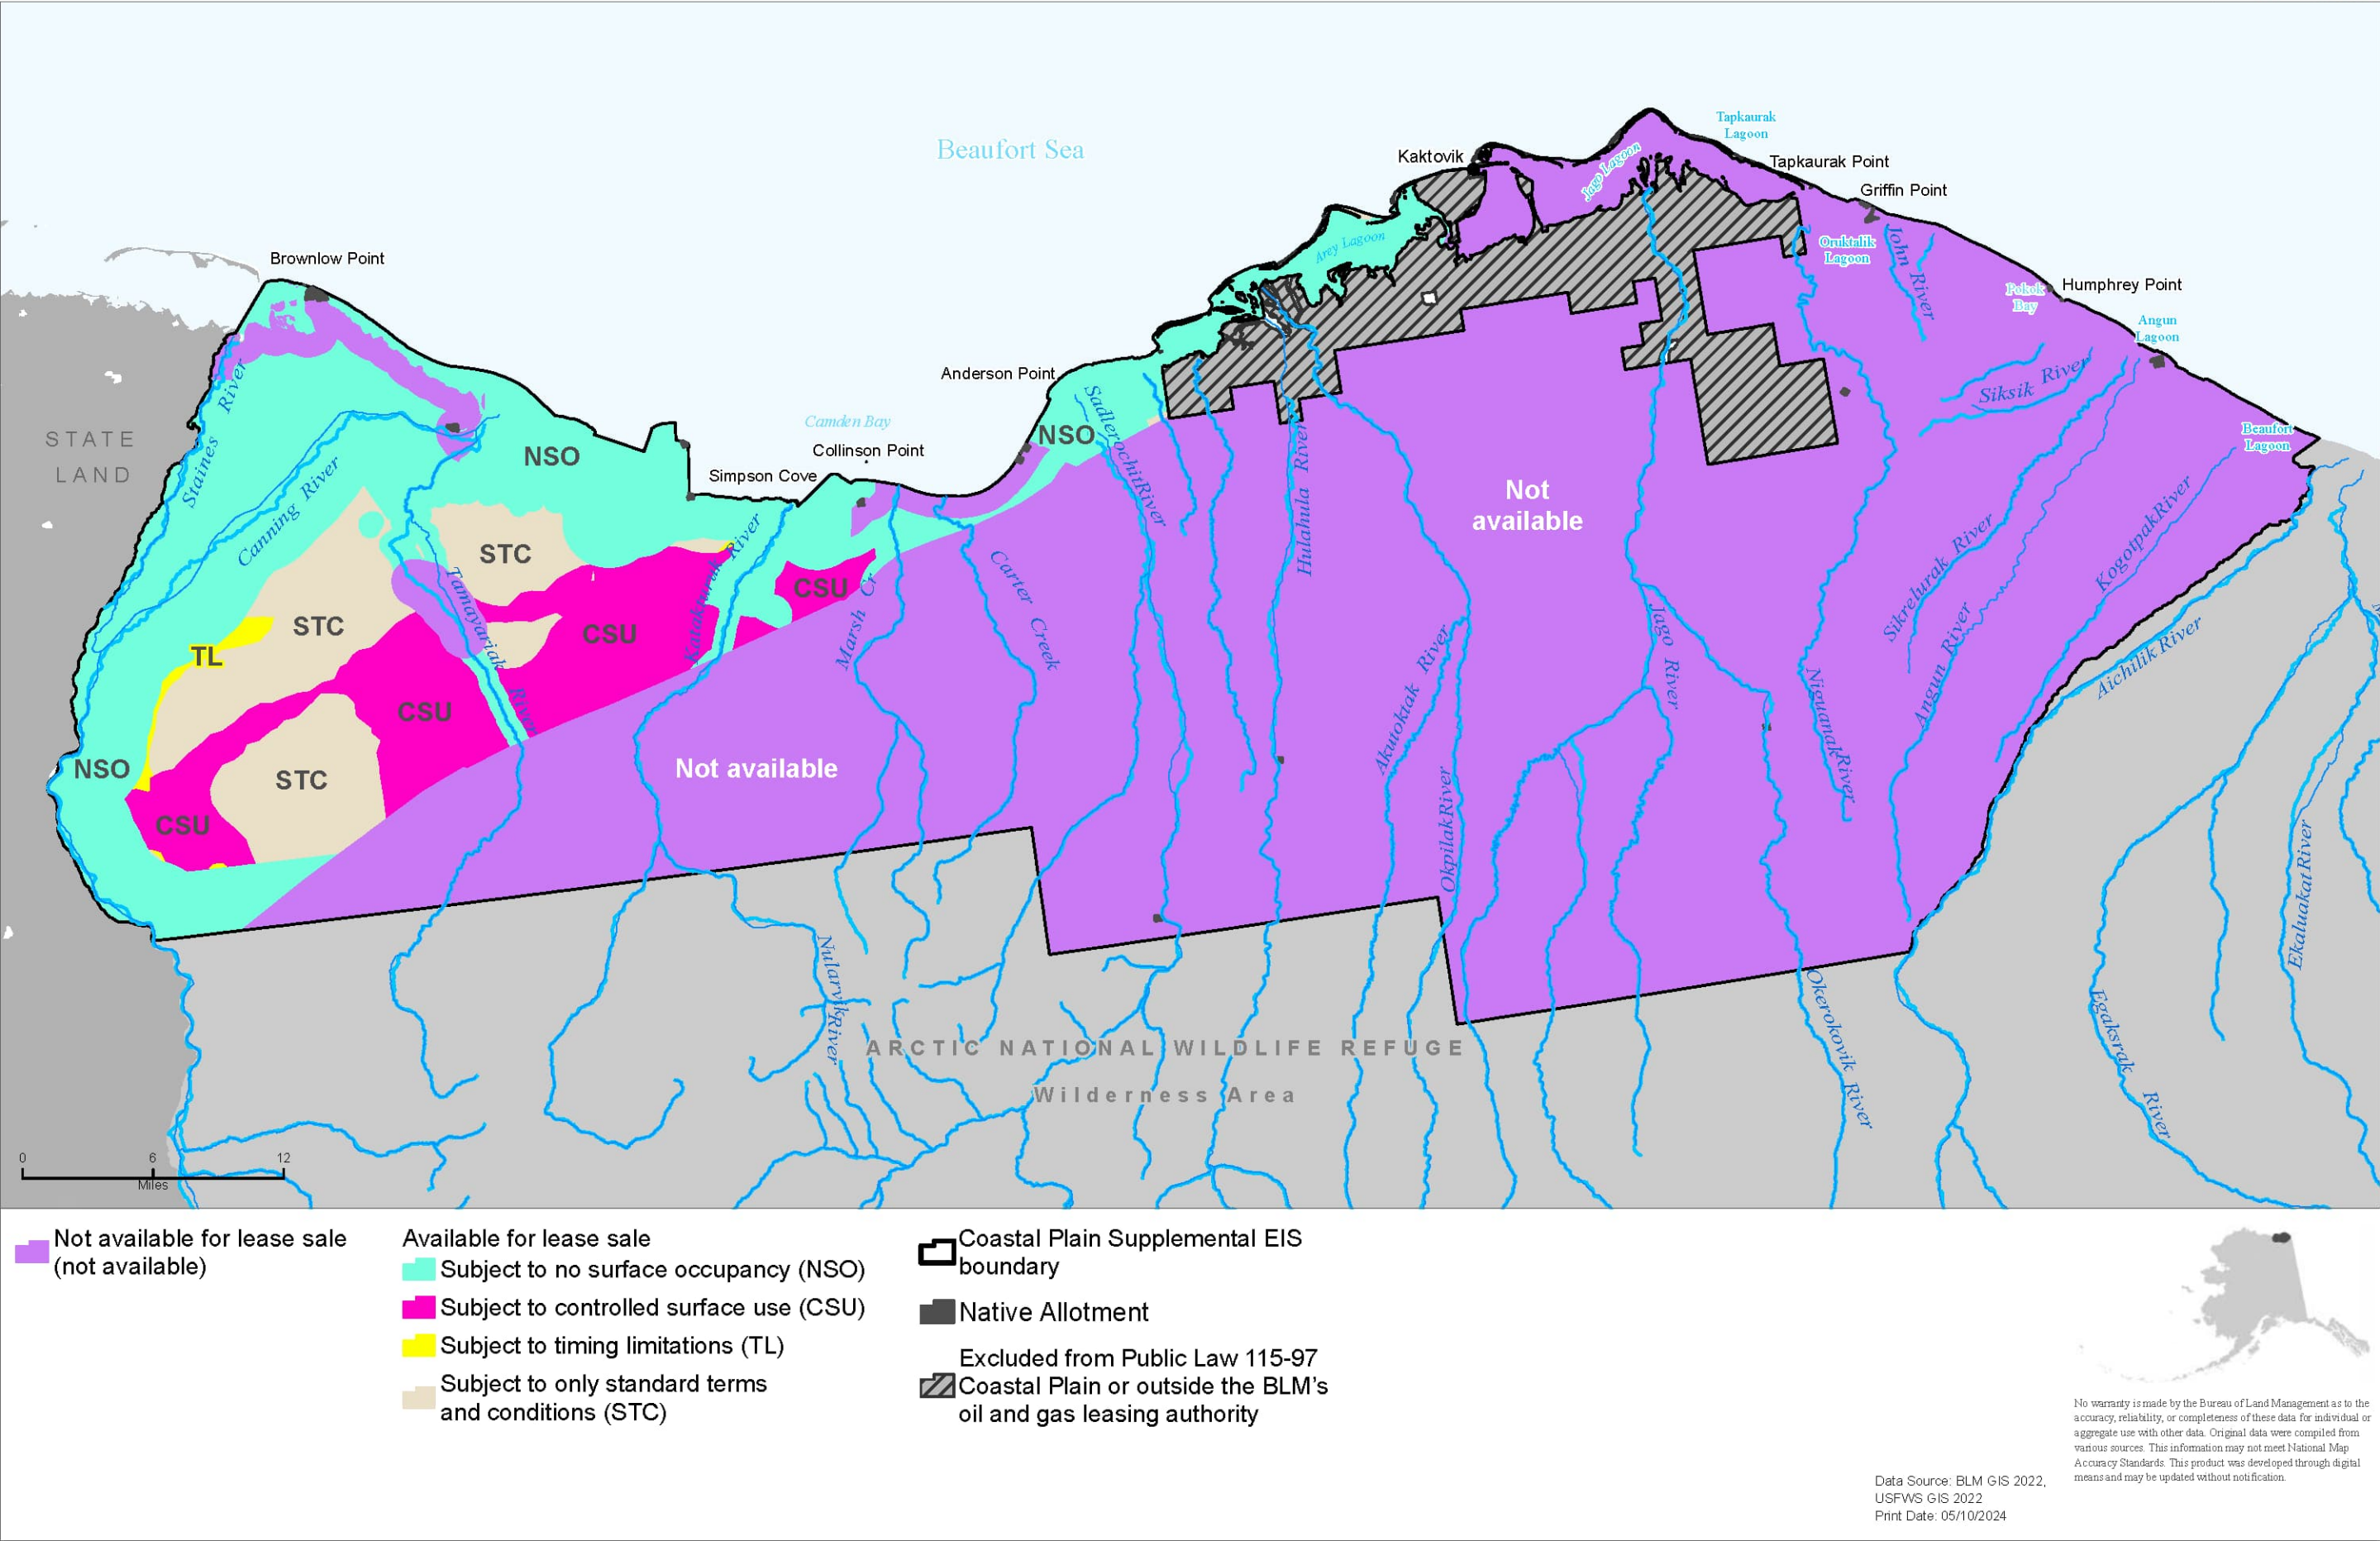 Beaufort Sea
Tapkaurak
Lagoon
Kaktovik
Tapkaurak Point
Jago Lagoon
Griffin Point
Arey Lagoon
Oruktalik
Lagoon
John River
Brownlow Point
Pokok
Bay
Humphrey Point
Angun
Lagoon
Anderson Point
Siksik River
Camden Bay
Collinson Point
Simpson Cove
STATE
LAND
Staines River
Canning River
NSO
NSO
Sadlerochit River
Hulahula River
Not
available
Beaufort
Lagoon
STC
STC
TL
Tamayariak River
CSU
Katakturuk River
CSU
Marsh Cr
Carter Creek
CSU
Akutoktak River
Okpilak River
Jago River
Niguanak River
Sikrelurak River
Angun River
Kogotpak River
Aichilik River
NSO
STC
CSU
Not available
Nularvik River
Okerokovik River
Egaksrak River
Ekaluakat River
ARCTIC NATIONAL WILDLIFE REFUGE
Wilderness Area
0 6 12
Miles
Not available for lease sale
(not available)
Available for lease sale
Subject to no surface occupancy (NSO)
Subject to controlled surface use (CSU)
Subject to timing limitations (TL)
Subject to only standard terms
and conditions (STC)
Coastal Plain Supplemental EIS
boundary
Native Allotment
Excluded from Public Law 115-97
Coastal Plain or outside the BLM's
oil and gas leasing authority
No warranty is made by the Bureau of Land Management as to the
accuracy, reliability, or completeness of these data for individual or
aggregate use with other data. Original data were compiled from
various sources. This information may not meet National Map
Accuracy Standards. This product was developed through digital
means and may be updated without notification.
Data Source: BLM GIS 2022,
USFWS GIS 2022
Print Date: 05/10/2024